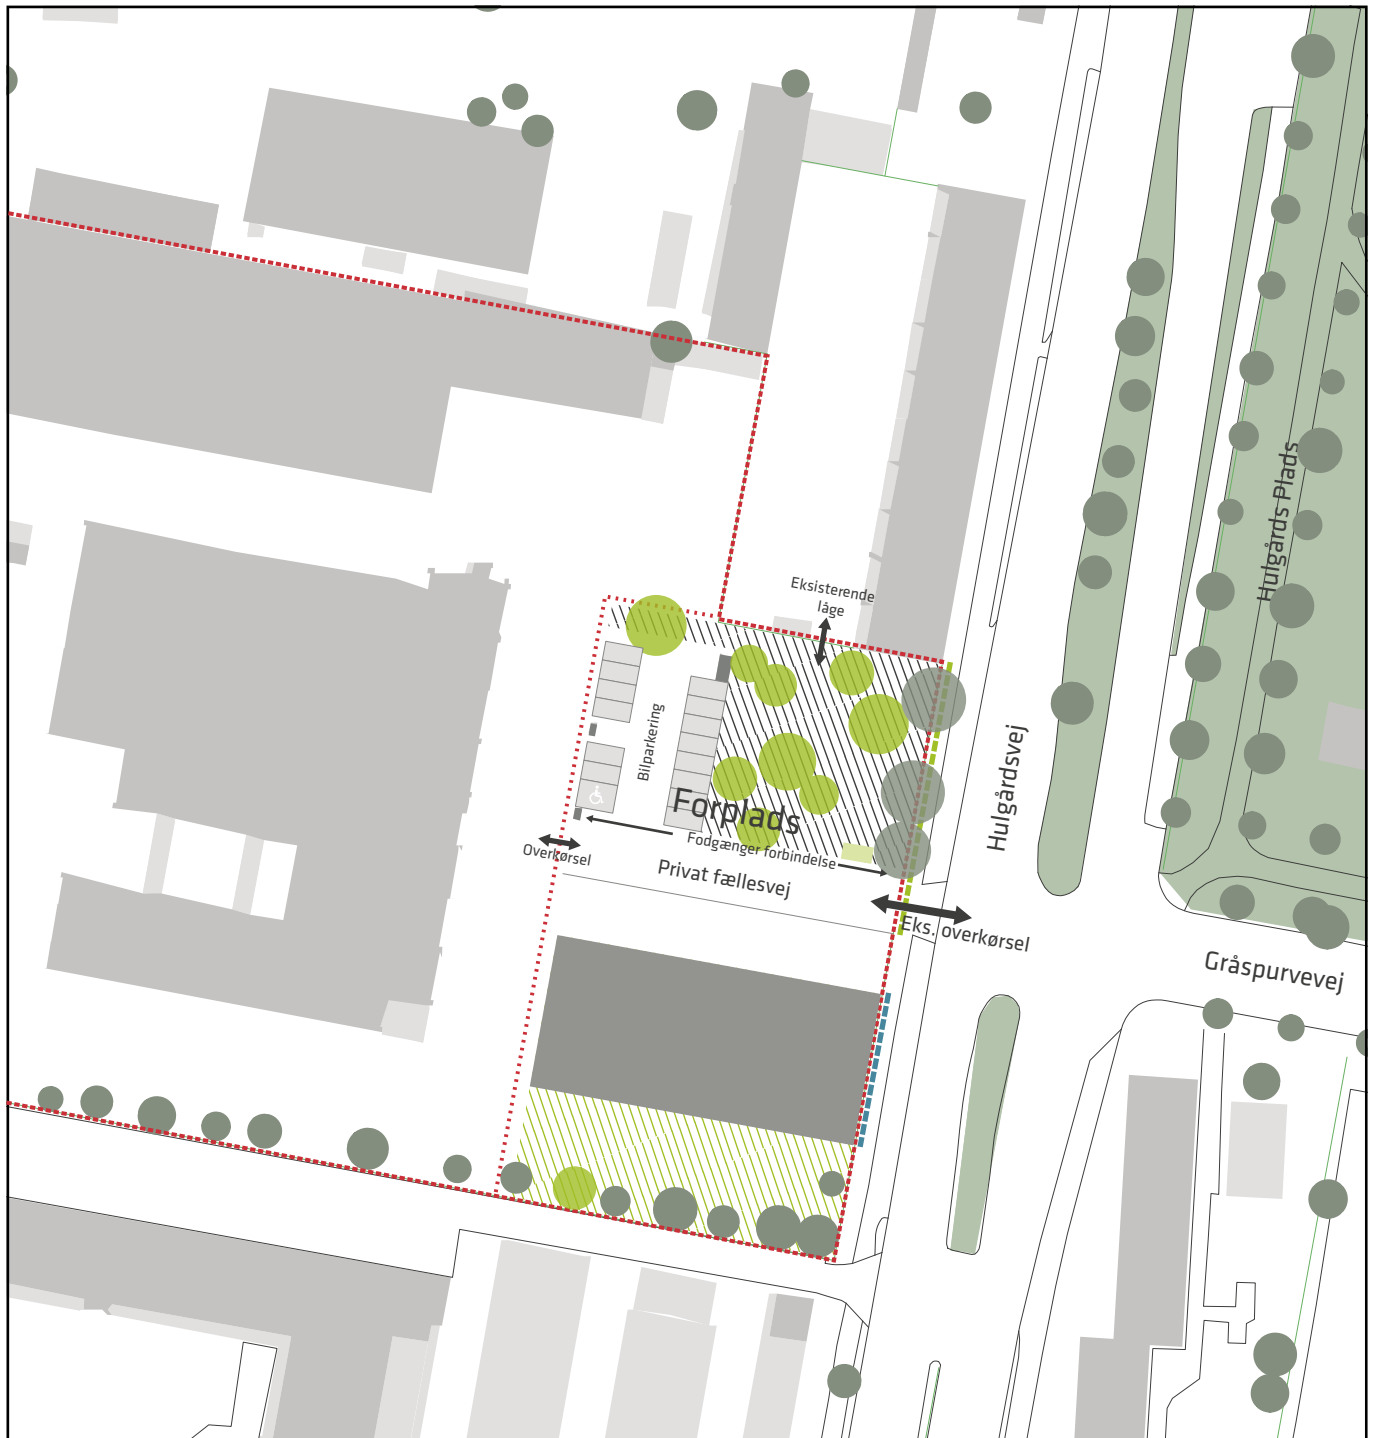 Hulgårds Plads
Eksisterende
låge
Bilparkering
Hulgårdsvej
Forplads
Fodgænger forbindelse
Overkørsel
Privat fællesvej
Eks. overkørsel
Gråspurvevej